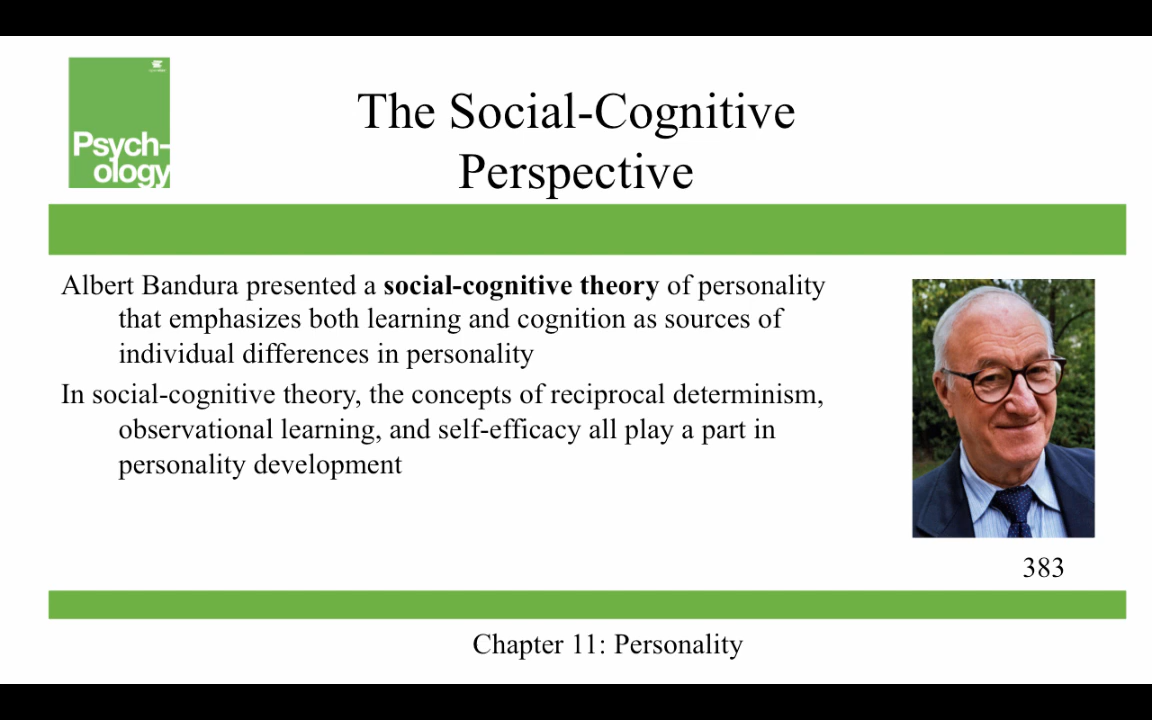 Psych-
ology
The Social-Cognitive
Perspective
Albert Bandura presented a social-cognitive theory of personality
that emphasizes both learning and cognition as sources of
individual differences in personality
In social-cognitive theory, the concepts of reciprocal determinism,
observational learning, and self-efficacy all play a part in
personality development
383
Chapter 11: Personality